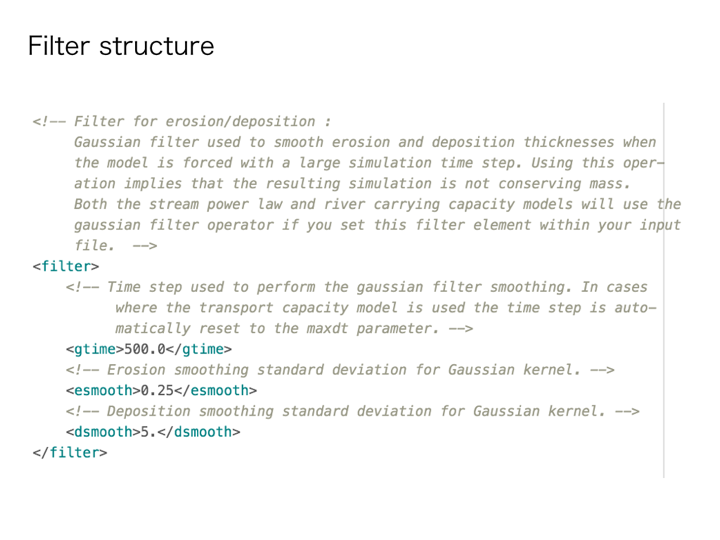 Filter structure
<!-- Filter for erosion/deposition :
Gaussian filter used to smooth erosion and deposition thicknesses when
the model is forced with a large simulation time step. Using this oper-
ation implies that the resulting simulation is not conserving mass.
Both the stream power law and river carrying capacity models will use the
gaussian filter operator if you set this filter element within your input
file.  -->
<filter>
<!-- Time step used to perform the gaussian filter smoothing. In cases
where the transport capacity model is used the time step is auto-
matically reset to the maxdt parameter. -->
<gtime>500.0</gtime>
<!-- Erosion smoothing standard deviation for Gaussian kernel. -->
<esmooth>0.25</esmooth>
<!-- Deposition smoothing standard deviation for Gaussian kernel. -->
<dsmooth>5.</dsmooth>
</filter>